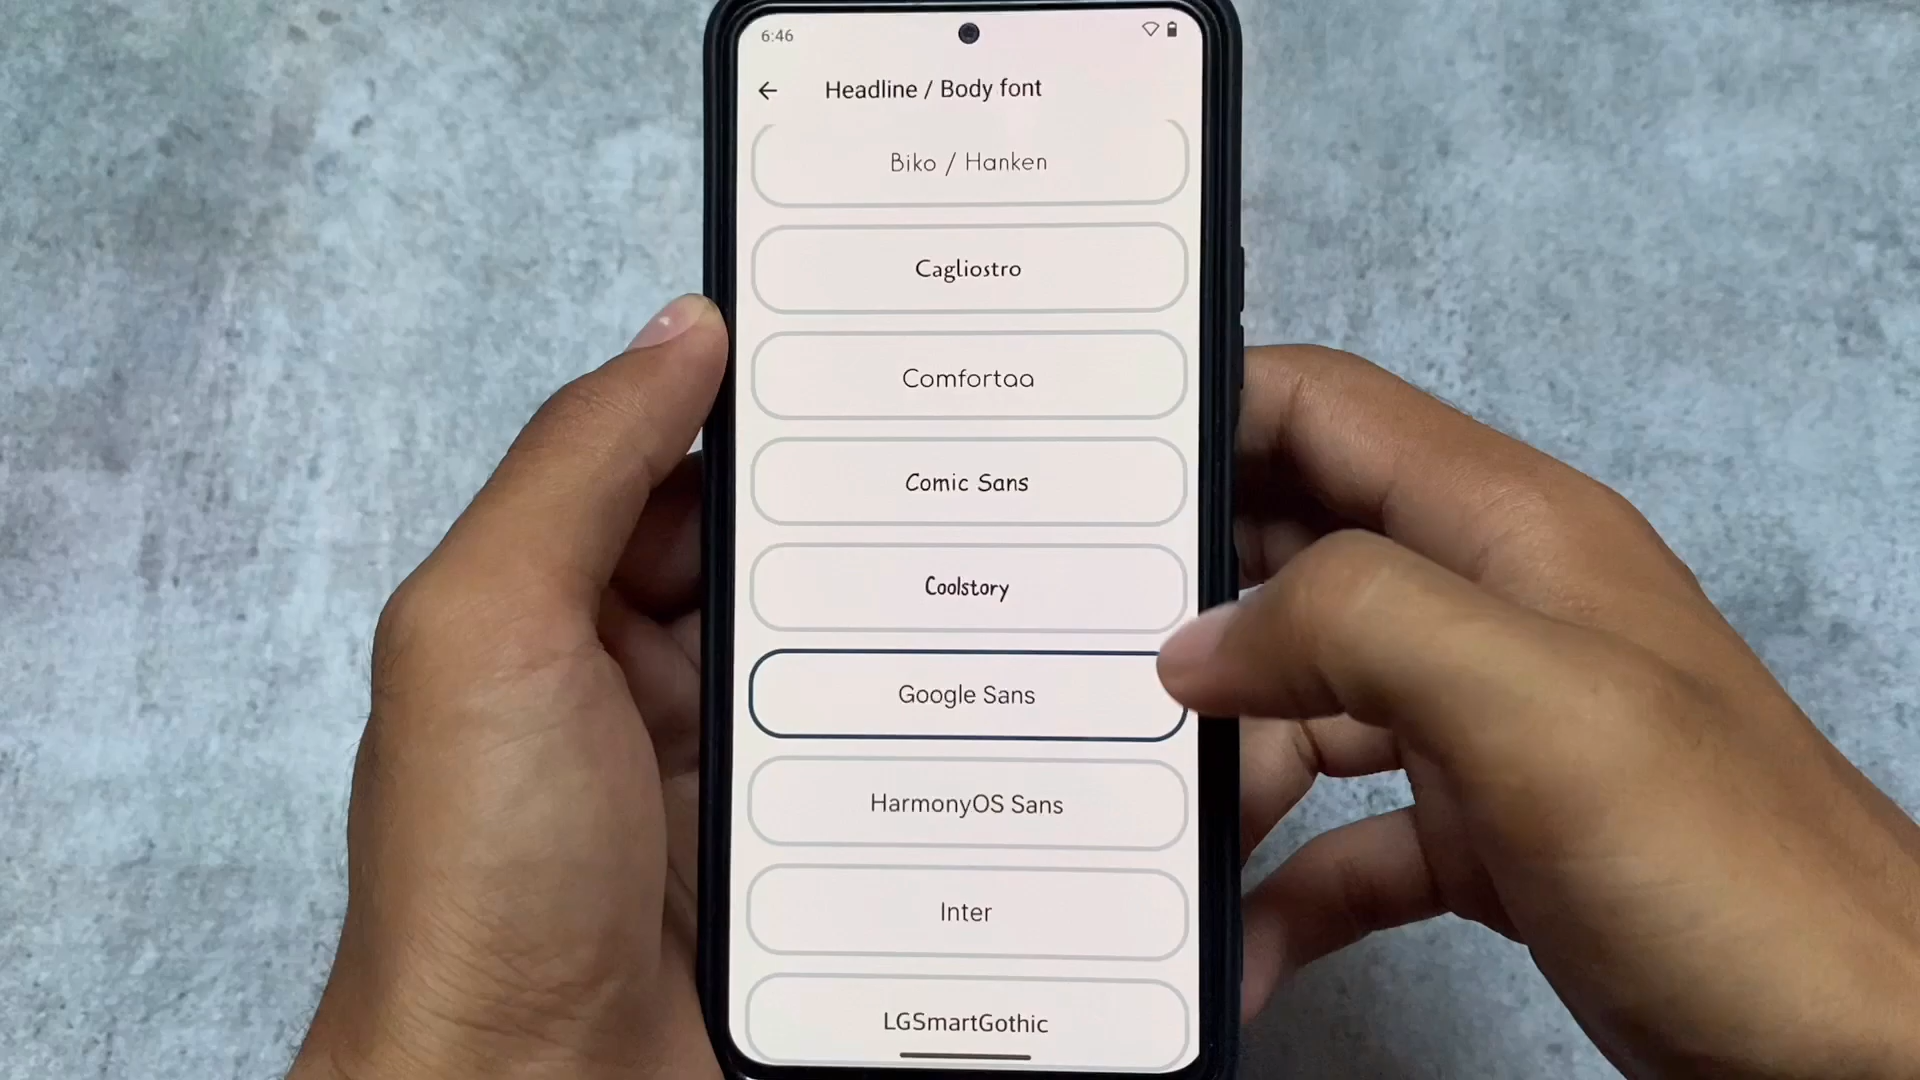 6:46
Headline / Body font
Biko / Hanken
Cagliostro
Comfortaa
Comic Sans
Coolstory
Google Sans
HarmonyOS Sans
Inter
LGSmartGothic